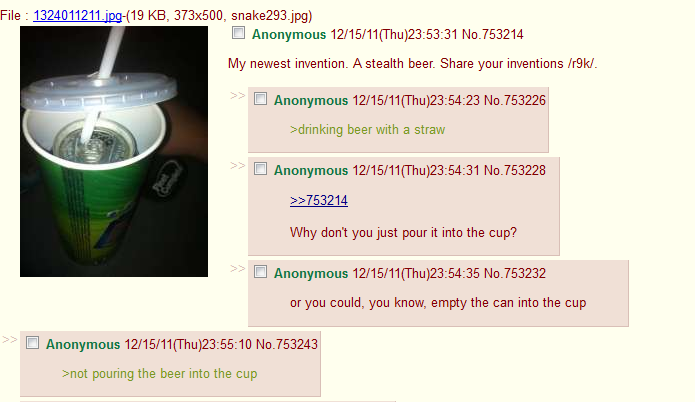 File : 1324011211.jpg-(19 KB, 373x500, snake293.jpg)
Anonymous 12/15/11(Thu)23:53:31 No.753214
My newest invention. A stealth beer. Share your inventions /r9k/.
>> Anonymous 12/15/11(Thu)23:54:23 No.753226
>drinking beer with a straw
>> Anonymous 12/15/11(Thu)23:54:31 No.753228
>>753214
Why don't you just pour it into the cup?
>> Anonymous 12/15/11(Thu)23:54:35 No.753232
or you could, you know, empty the can into the cup
>> Anonymous 12/15/11(Thu)23:55:10 No.753243
>not pouring the beer into the cup